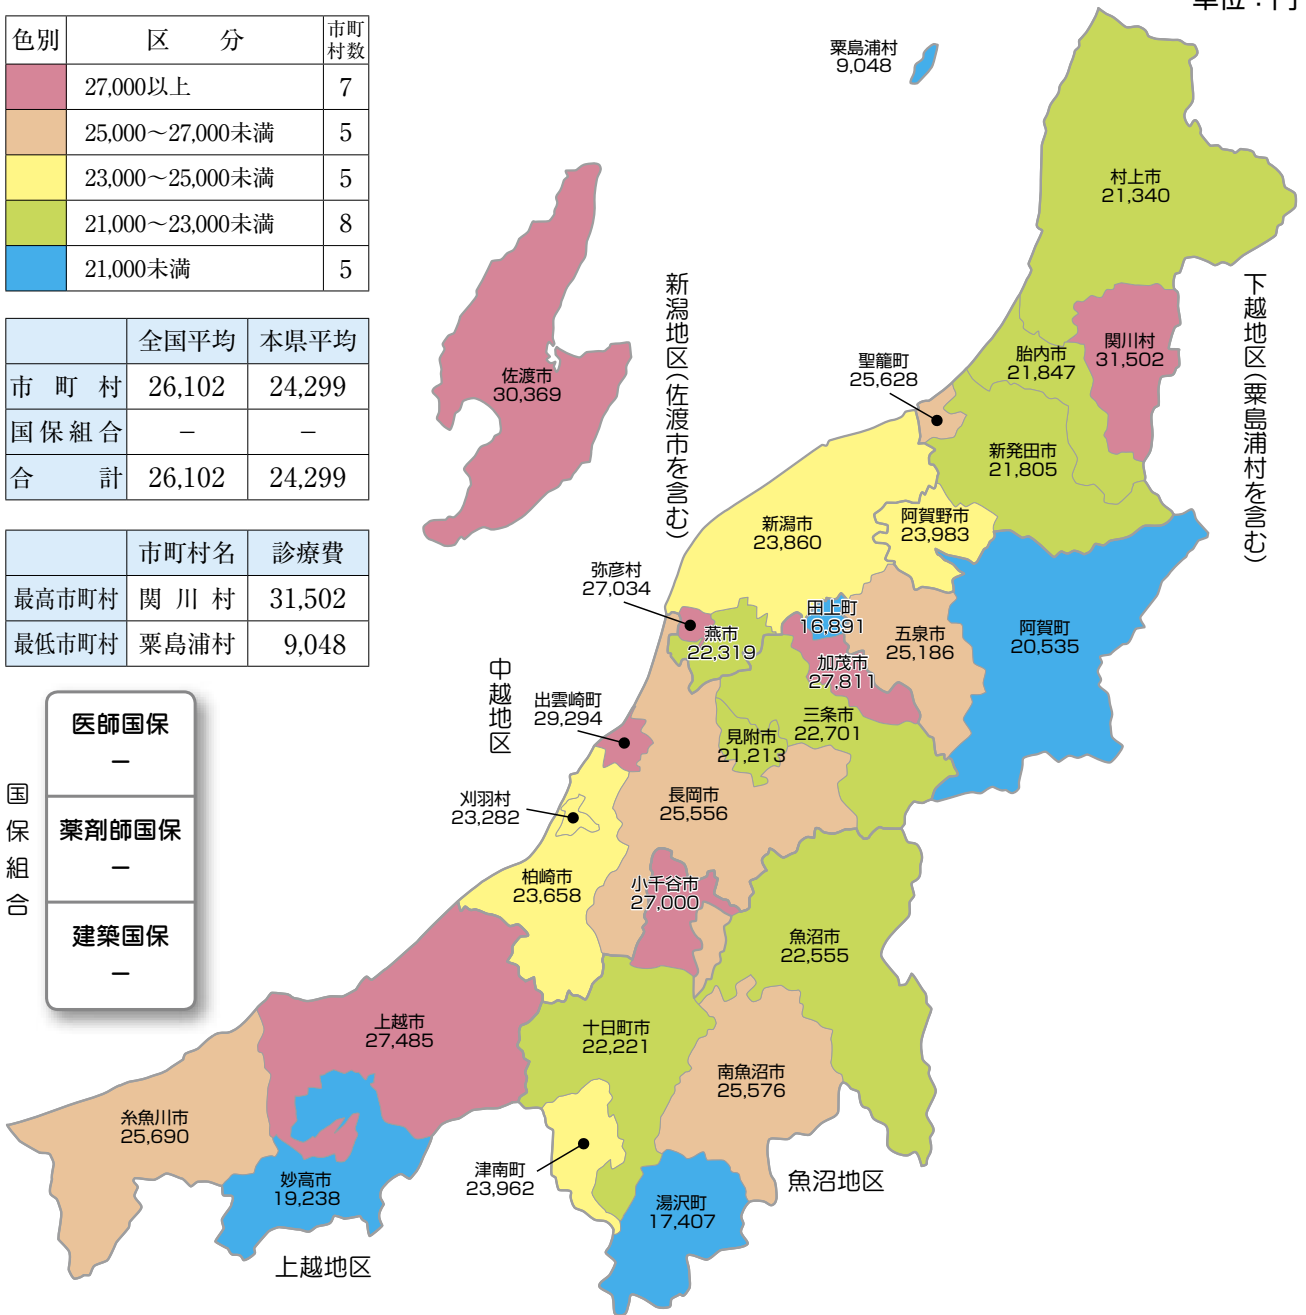 単位：円
色別 区分 市町村数
27,000以上 7
25,000～27,000未満 5
23,000～25,000未満 5
21,000～23,000未満 8
21,000未満 5
全国平均 本県平均
市町村 26,102 24,299
国保組合 － －
合計 26,102 24,299
市町村名 診療費
最高市町村 関川村 31,502
最低市町村 粟島浦村 9,048
国保組合
医師国保
－
薬剤師国保
－
建築国保
－
粟島浦村
9,048
村上市
21,340
下越地区（粟島浦村を含む）
新潟地区（佐渡市を含む）
佐渡市
30,369
関川村
31,502
胎内市
21,847
聖籠町
25,628
新発田市
21,805
新潟市
23,860
阿賀野市
23,983
弥彦村
27,034
燕市
22,319
田上町
16,891
五泉市
25,186
阿賀町
20,535
加茂市
27,811
中越地区
出雲崎町
29,294
三条市
22,701
見附市
21,213
長岡市
25,556
刈羽村
23,282
柏崎市
23,658
小千谷市
27,000
魚沼市
22,555
上越市
27,485
十日町市
22,221
南魚沼市
25,576
糸魚川市
25,690
妙高市
19,238
津南町
23,962
湯沢町
17,407
魚沼地区
上越地区